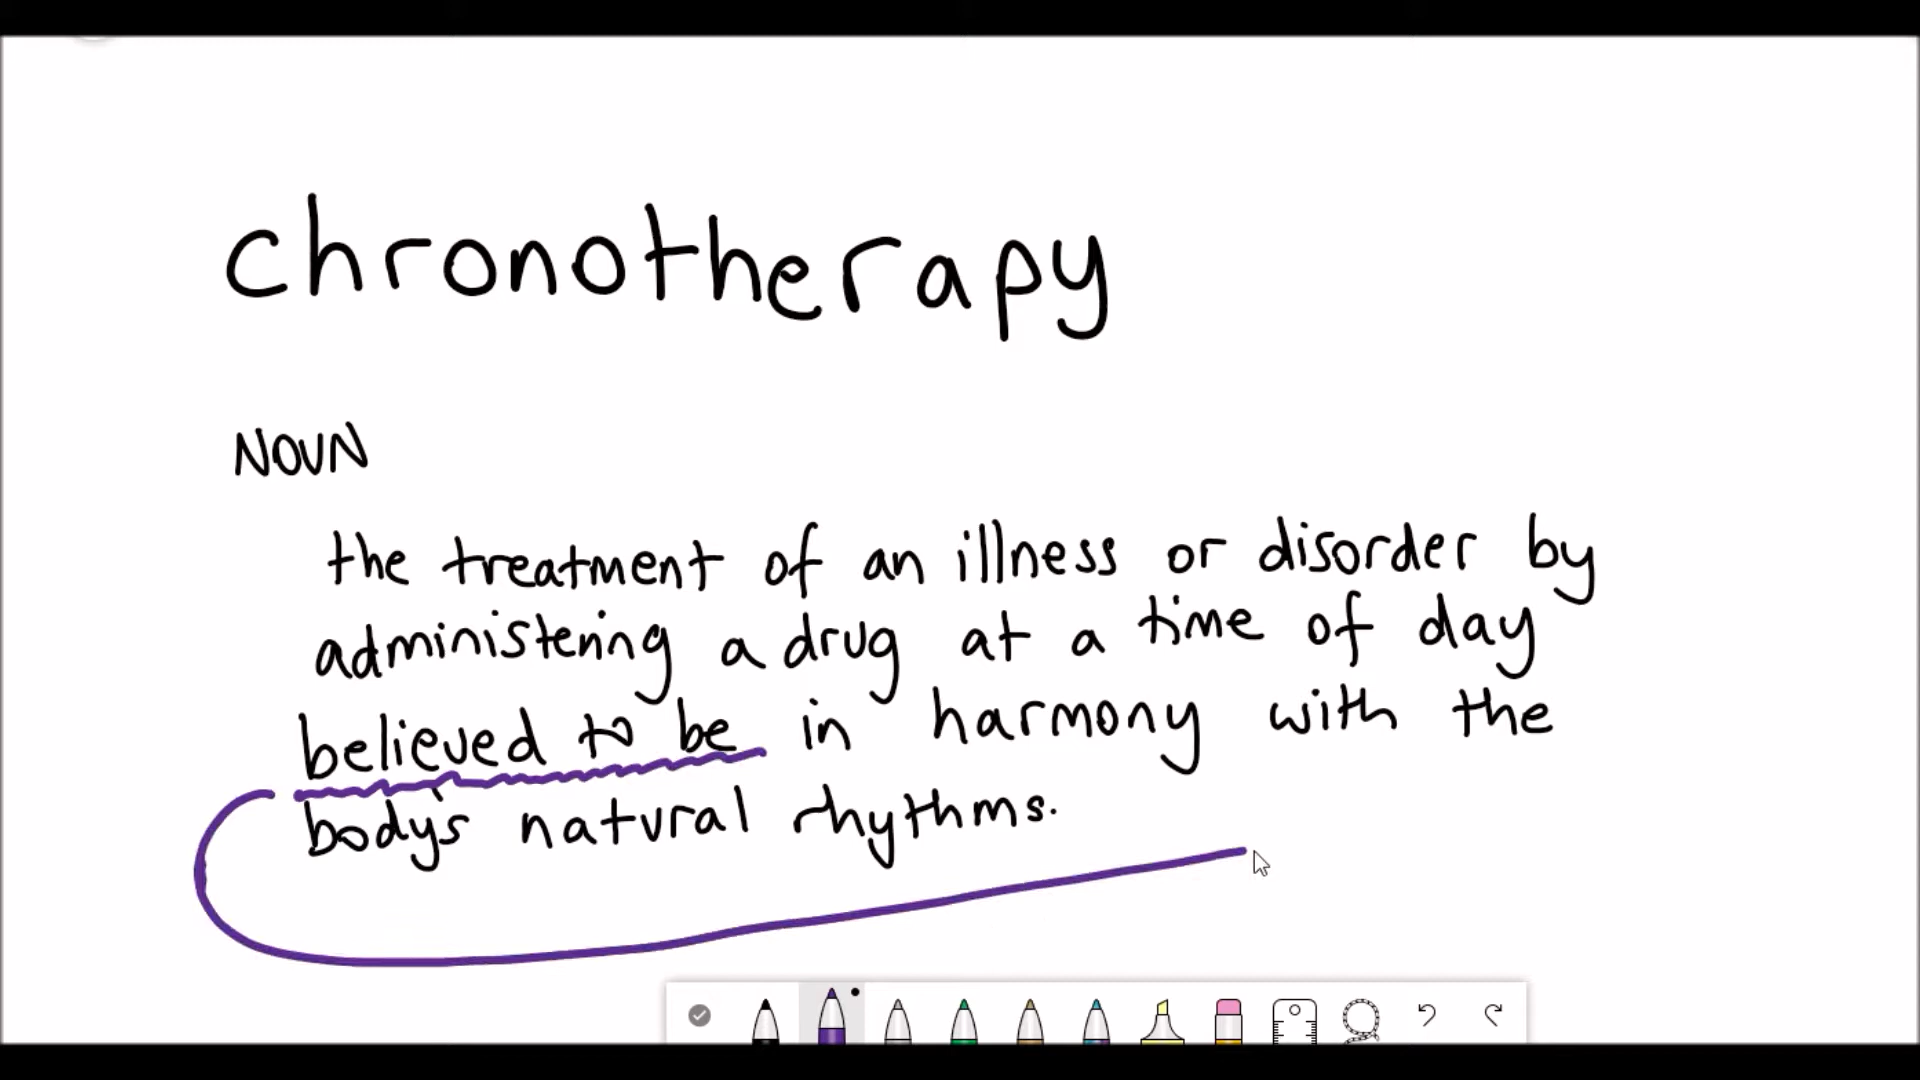 chronotherapy
NOUN
the treatment of an illness or disorder by
administering a drug at a time of day
believed to be in harmony with the
body's natural rhythms.